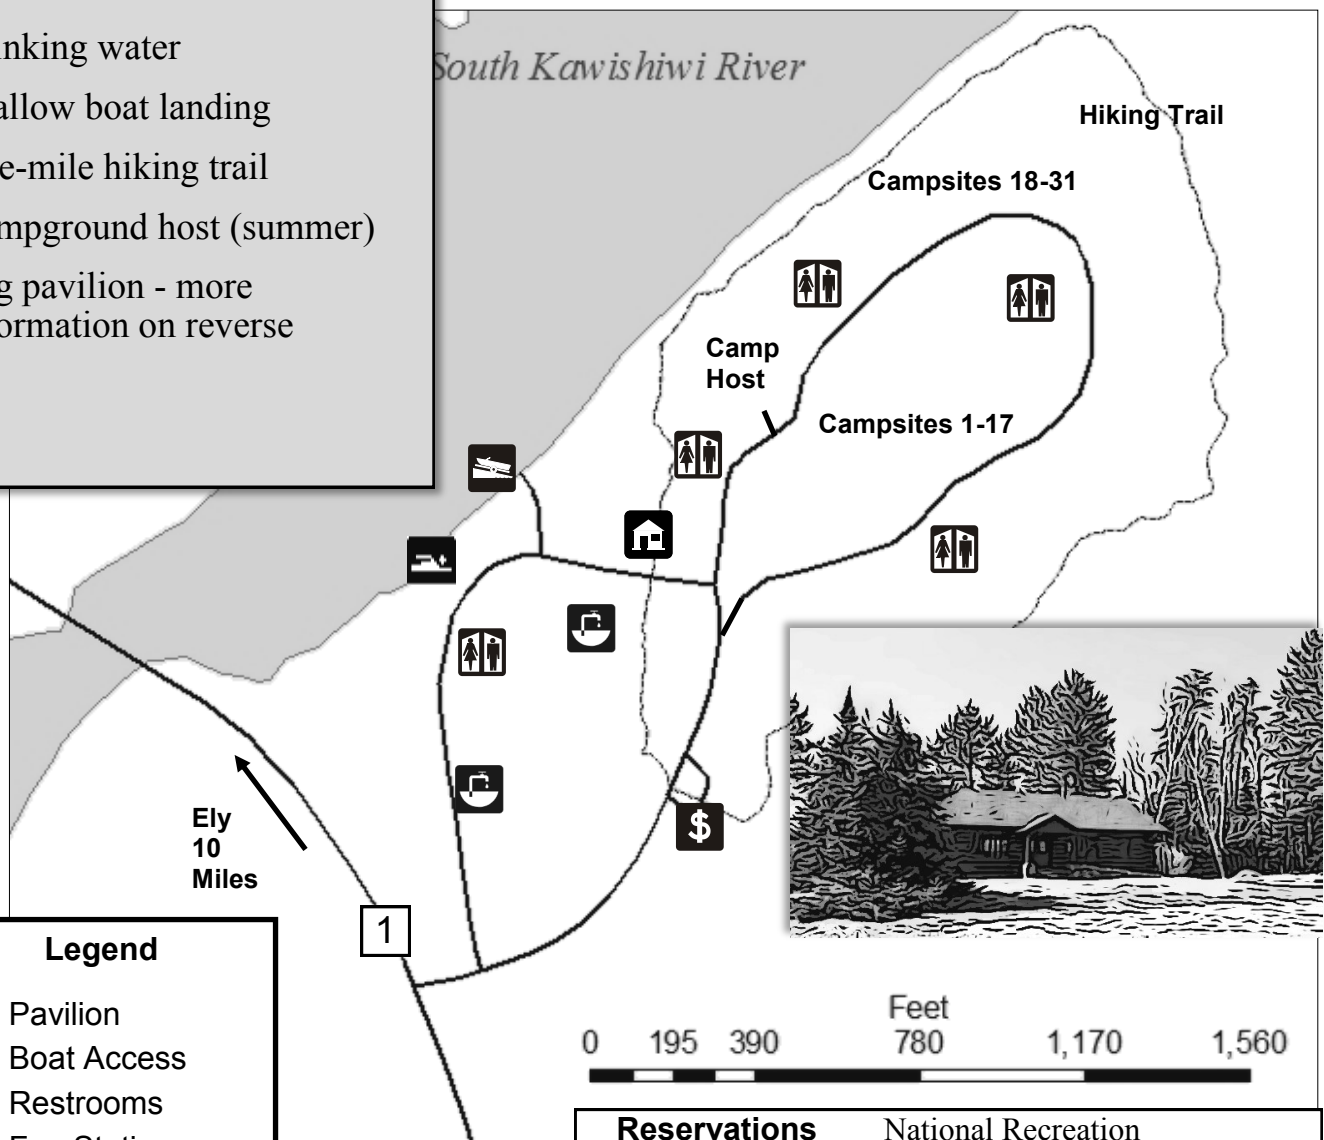 inking water
allow boat landing
e-mile hiking trail
mpground host (summer)
g pavilion - more
ormation on reverse
South Kawishiwi River
Hiking Trail
Campsites 18-31
Camp
Host
Campsites 1-17
$
Ely
10
Miles
1
Legend
Pavilion
Boat Access
Restrooms
Feet
0 195 390 780 1,170 1,560
Reservations National Recreation